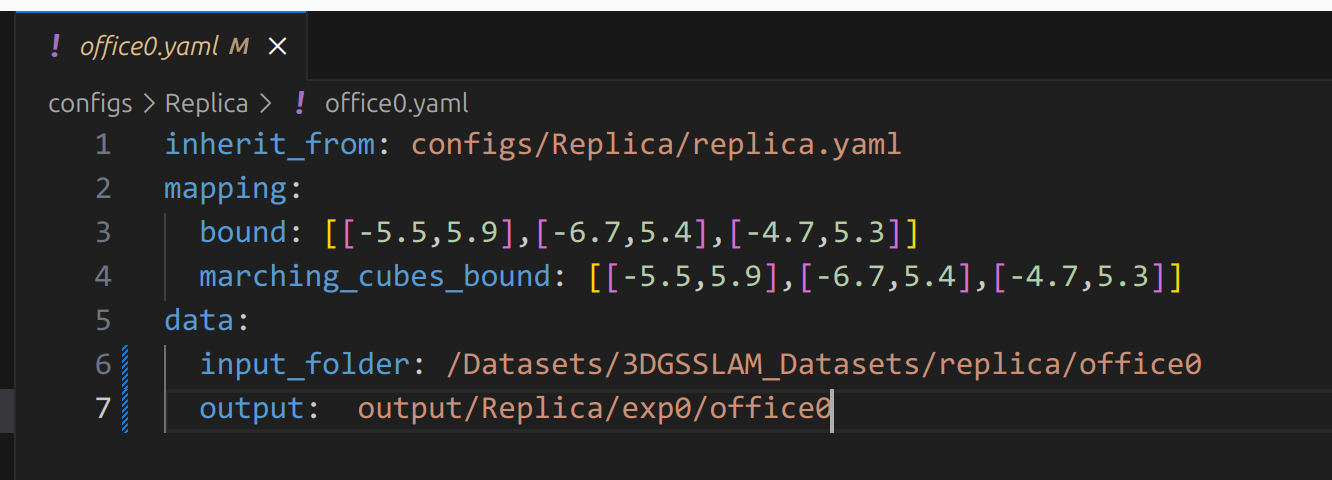 ! office0.yaml M ×
configs > Replica > ! office0.yaml
1 inherit_from: configs/Replica/replica.yaml
2 mapping:
3   bound: [[-5.5,5.9],[-6.7,5.4],[-4.7,5.3]]
4   marching_cubes_bound: [[-5.5,5.9],[-6.7,5.4],[-4.7,5.3]]
5 data:
6   input_folder: /Datasets/3DGSSLAM_Datasets/replica/office0
7   output:  output/Replica/exp0/office0